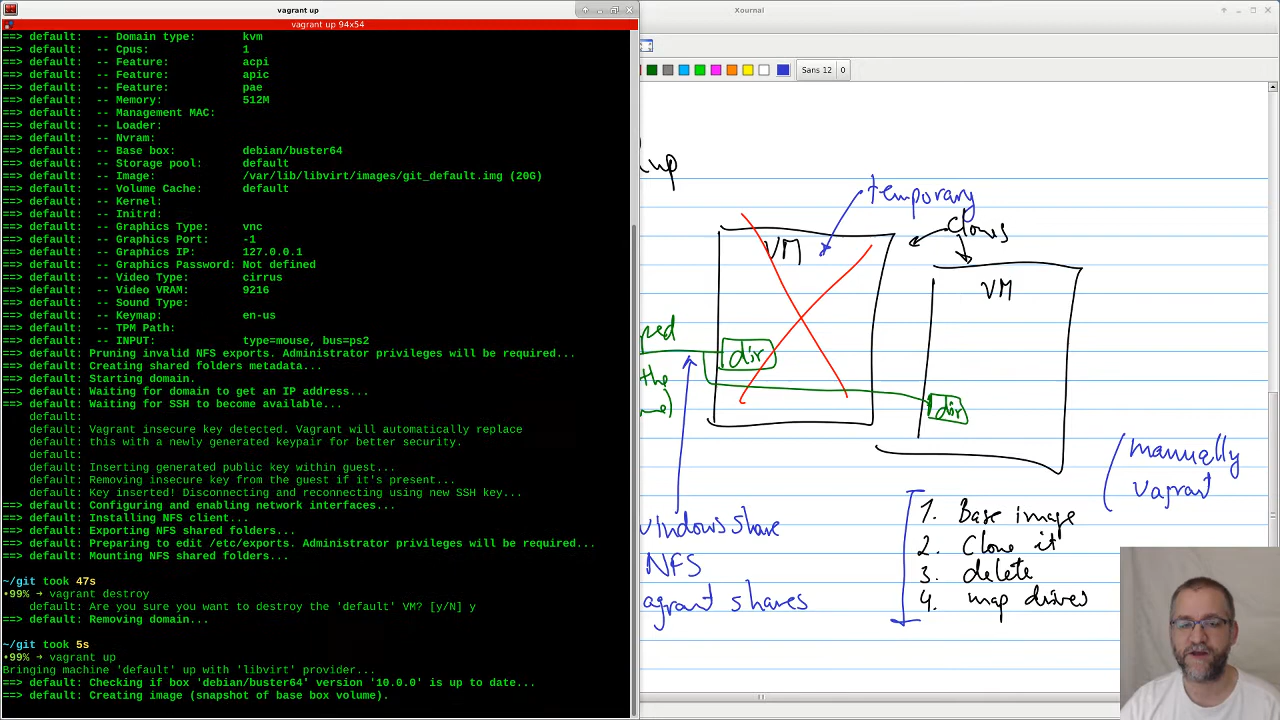 vagrant up
vagrant up 94x54
==> default:  -- Domain type:       kvm
==> default:  -- Cpus:              1
==> default:  -- Feature:           acpi
==> default:  -- Feature:           apic
==> default:  -- Feature:           pae
==> default:  -- Memory:            512M
==> default:  -- Management MAC:
==> default:  -- Loader:
==> default:  -- Nvram:
==> default:  -- Base box:          debian/buster64
==> default:  -- Storage pool:      default
==> default:  -- Image:             /var/lib/libvirt/images/git_default.img (20G)
==> default:  -- Volume Cache:      default
==> default:  -- Kernel:
==> default:  -- Initrd:
==> default:  -- Graphics Type:     vnc
==> default:  -- Graphics Port:     -1
==> default:  -- Graphics IP:       127.0.0.1
==> default:  -- Graphics Password: Not defined
==> default:  -- Video Type:        cirrus
==> default:  -- Video VRAM:        9216
==> default:  -- Sound Type:
==> default:  -- Keymap:            en-us
==> default:  -- TPM Path:
==> default:  -- INPUT:             type=mouse, bus=ps2
==> default: Pruning invalid NFS exports. Administrator privileges will be required...
==> default: Creating shared folders metadata...
==> default: Starting domain.
==> default: Waiting for domain to get an IP address...
==> default: Waiting for SSH to become available...
    default:
    default: Vagrant insecure key detected. Vagrant will automatically replace
    default: this with a newly generated keypair for better security.
    default:
    default: Inserting generated public key within guest...
    default: Removing insecure key from the guest if it's present...
    default: Key inserted! Disconnecting and reconnecting using new SSH key...
==> default: Configuring and enabling network interfaces...
==> default: Installing NFS client...
==> default: Exporting NFS shared folders...
==> default: Preparing to edit /etc/exports. Administrator privileges will be required...
==> default: Mounting NFS shared folders...
~/git took 47s
•99% → vagrant destroy
    default: Are you sure you want to destroy the 'default' VM? [y/N] y
==> default: Removing domain...
~/git took 5s
•99% → vagrant up
Bringing machine 'default' up with 'libvirt' provider...
==> default: Checking if box 'debian/buster64' version '10.0.0' is up to date...
==> default: Creating image (snapshot of base box volume).
Xournal
Sans 12
0
up
temporary
VM
VM
dir
the
dir
manually
vagrant
windows share
NFS
agrant shares
1. Base image
2. Clone it
3. delete
4. map drives